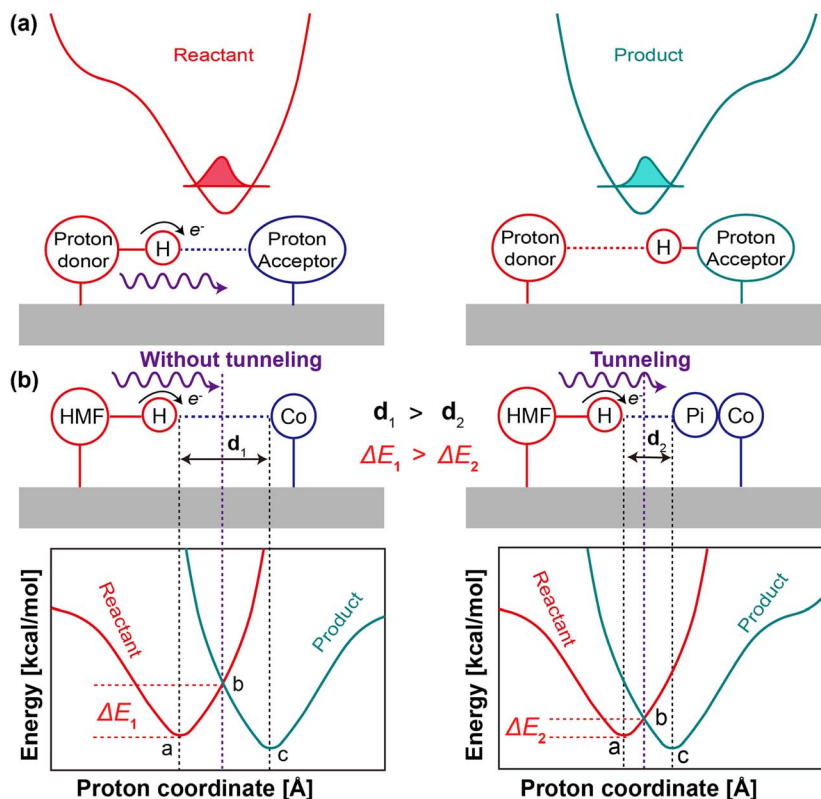 (a)
Reactant
Product
Proton donor
H
e-
Proton Acceptor
Proton donor
H
Proton Acceptor
(b)
Without tunneling
HMF
H
e-
Co
d1
d1 > d2
ΔE1 > ΔE2
Tunneling
HMF
H
e-
Pi
Co
d2
Energy [kcal/mol]
Reactant
Product
ΔE1
a
b
c
Proton coordinate [Å]
Energy [kcal/mol]
Reactant
Product
ΔE2
a
b
c
Proton coordinate [Å]